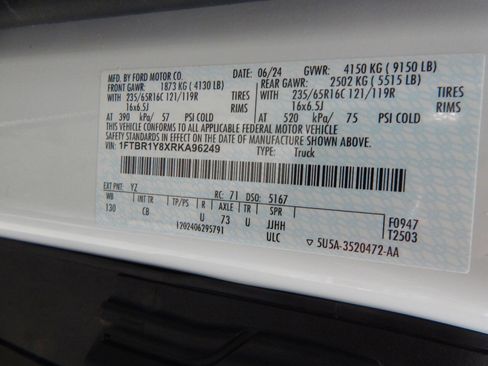 MFD. BY FORD MOTOR CO. DATE: 06/24 GVWR: 4150 KG (9150 LB)
FRONT GAWR: 1873 KG (4130 LB) REAR GAWR: 2502 KG (5515 LB)
WITH 235/65R16C 121/119R TIRES WITH 235/65R16C 121/119R TIRES
16x6.5J RIMS 16x6.5J RIMS
AT 390 kPa/ 57 PSI COLD AT 520 kPa/ 75 PSI COLD
THIS VEHICLE CONFORMS TO ALL APPLICABLE FEDERAL MOTOR VEHICLE
SAFETY STANDARDS IN EFFECT ON THE DATE OF MANUFACTURE SHOWN ABOVE.
VIN: 1FTBR1Y8XRKA96249 TYPE: Truck
EXT PNT: YZ RC: 71 DSO: 5167
WB INT TR TP/PS R AXLE TR SPR F0947
130 CB U 73 U JJHH T2503
1202406295791 ULC ▽ 5U5A-3520472-AA